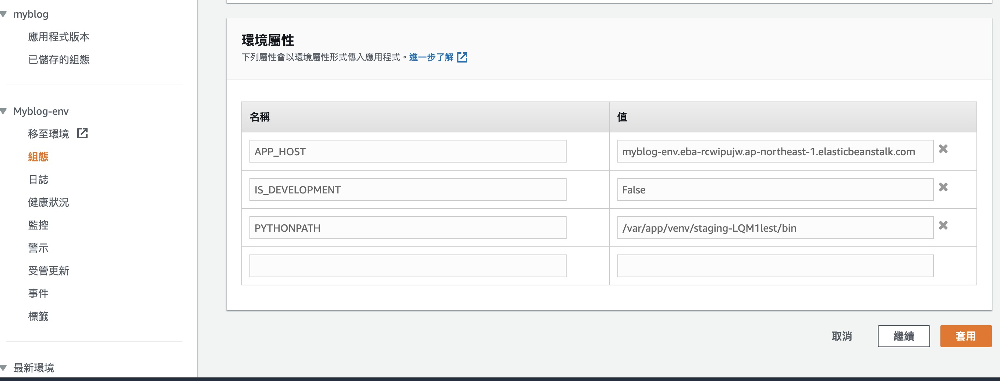 myblog
應用程式版本
已儲存的組態
Myblog-env
移至環境
組態
日誌
健康狀況
監控
警示
受管更新
事件
標籤
最新環境
環境屬性
下列屬性會以環境屬性形式傳入應用程式。進一步了解
名稱 值
APP_HOST myblog-env.eba-rcwipujw.ap-northeast-1.elasticbeanstalk.com
IS_DEVELOPMENT False
PYTHONPATH /var/app/venv/staging-LQM1lest/bin
取消 繼續 套用